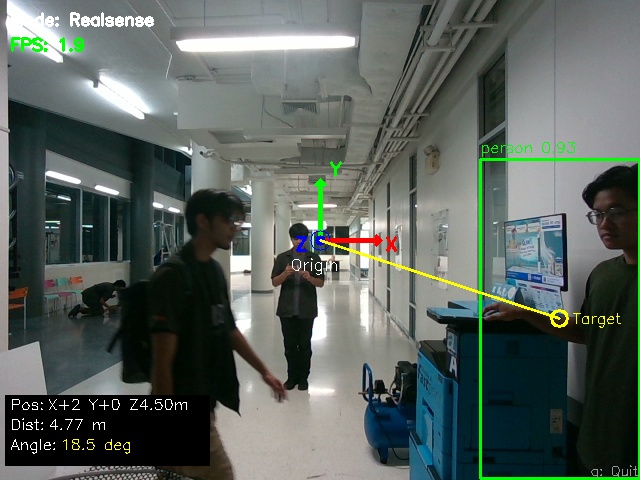 de: Realsense
FPS: 1.9
person 0.93
Y
Z
X
Origin
Target
Pos: X+2 Y+0 Z4.50m
Dist: 4.77 m
Angle: 18.5 deg
q: Quit